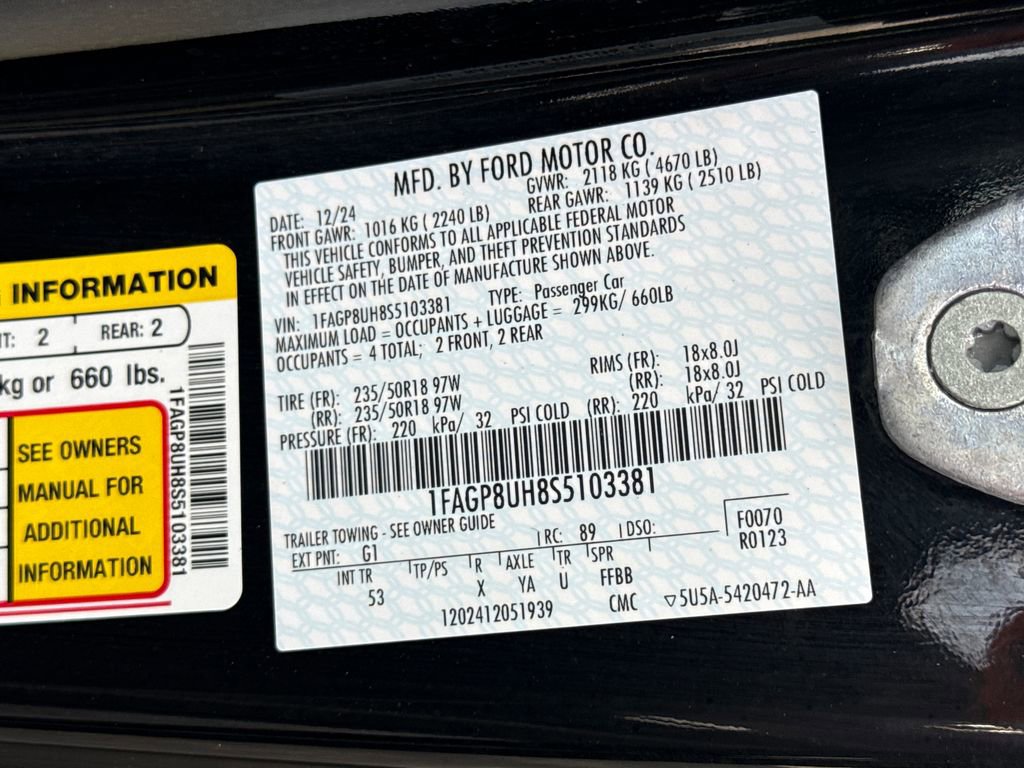 INFORMATION
2 REAR: 2
kg or 660 lbs.
SEE OWNERS
MANUAL FOR
ADDITIONAL
INFORMATION
1FAGP8UH8S5103381
MFD. BY FORD MOTOR CO.
DATE: 12/24 GVWR: 2118 KG ( 4670 LB)
FRONT GAWR: 1016 KG ( 2240 LB) REAR GAWR: 1139 KG ( 2510 LB)
THIS VEHICLE CONFORMS TO ALL APPLICABLE FEDERAL MOTOR
VEHICLE SAFETY, BUMPER, AND THEFT PREVENTION STANDARDS
IN EFFECT ON THE DATE OF MANUFACTURE SHOWN ABOVE.
VIN: 1FAGP8UH8S5103381 TYPE: Passenger Car
MAXIMUM LOAD = OCCUPANTS + LUGGAGE = 299KG/ 660LB
OCCUPANTS = 4 TOTAL; 2 FRONT, 2 REAR
TIRE (FR): 235/50R18 97W RIMS (FR): 18x8.0J
(RR): 235/50R18 97W (RR): 18x8.0J
PRESSURE (FR): 220 kPa/ 32 PSI COLD (RR): 220 kPa/ 32 PSI COLD
1FAGP8UH8S5103381
TRAILER TOWING - SEE OWNER GUIDE
EXT PNT: G1 RC: 89 DSO: F0070
R0123
INT TR TP/PS R AXLE TR SPR
53 X YA U FFBB
1202412051939 CMC ▽5U5A-5420472-AA